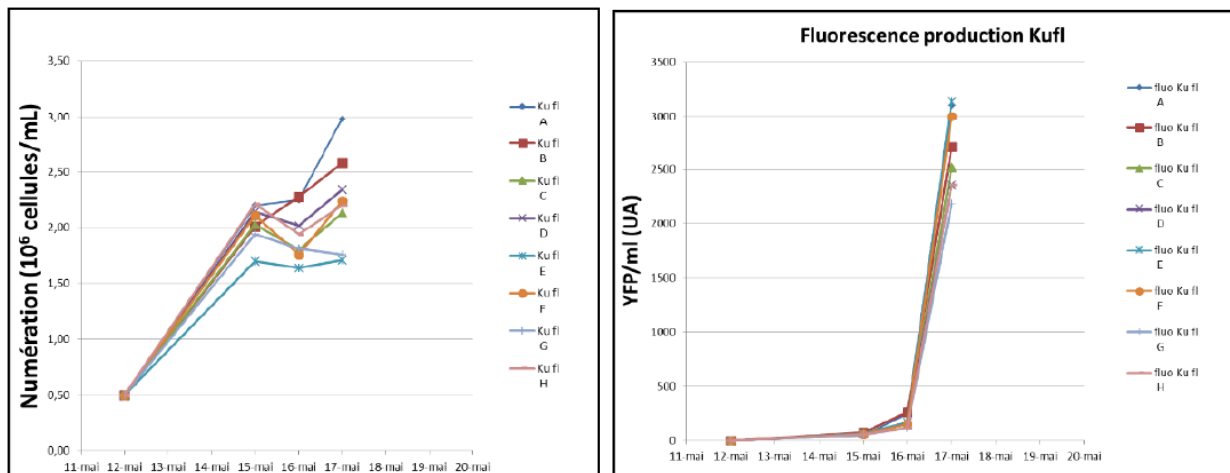 Numération (10⁶ cellules/mL)
3,50
3,00
2,50
2,00
1,50
1,00
0,50
0,00
11-mai 12-mai 13-mai 14-mai 15-mai 16-mai 17-mai 18-mai 19-mai 20-mai
Ku fl
A
Ku fl
B
Ku fl
C
Ku fl
D
Ku fl
E
Ku fl
F
Ku fl
G
Ku fl
H
Fluorescence production Kufl
YFP/ml (UA)
3500
3000
2500
2000
1500
1000
500
0
11-mai 12-mai 13-mai 14-mai 15-mai 16-mai 17-mai 18-mai 19-mai 20-mai
fluo Ku fl
A
fluo Ku fl
B
fluo Ku fl
C
fluo Ku fl
D
fluo Ku fl
E
fluo Ku fl
F
fluo Ku fl
G
fluo Ku fl
H